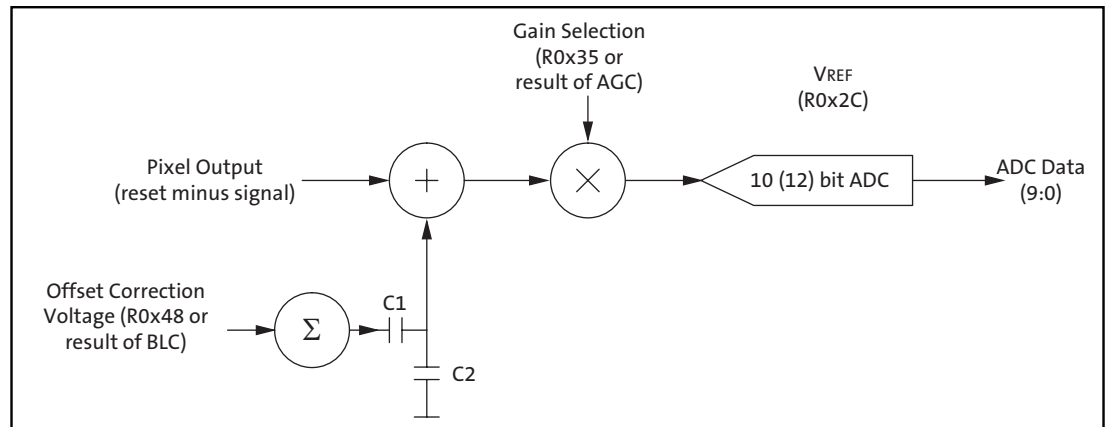 Gain Selection
(R0x35 or
result of AGC)
VREF
(R0x2C)
Pixel Output
(reset minus signal)
+
×
10 (12) bit ADC
ADC Data
(9:0)
Offset Correction
Voltage (R0x48 or
result of BLC)
Σ
C1
C2